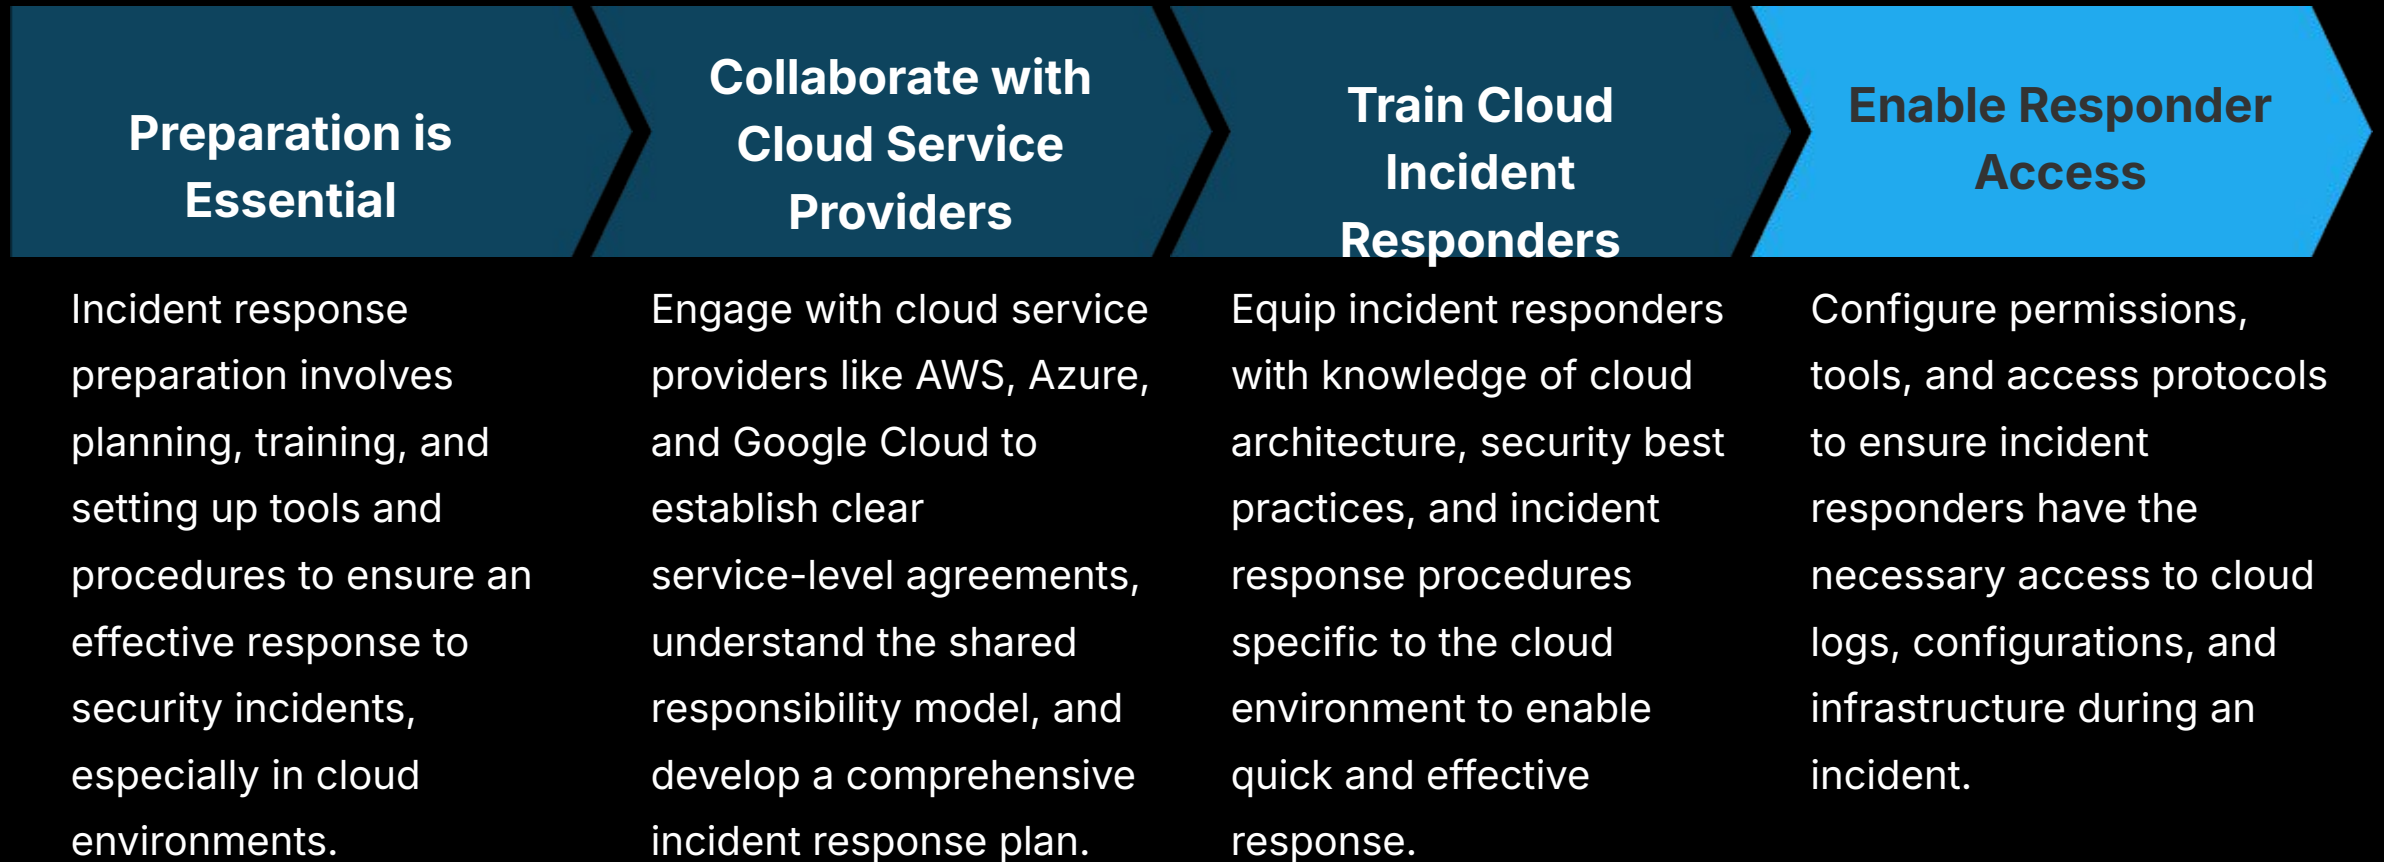 Preparation is
Essential
Incident response
preparation involves
planning, training, and
setting up tools and
procedures to ensure an
effective response to
security incidents,
especially in cloud
environments.
Collaborate with
Cloud Service
Providers
Engage with cloud service
providers like AWS, Azure,
and Google Cloud to
establish clear
service-level agreements,
understand the shared
responsibility model, and
develop a comprehensive
incident response plan.
Train Cloud
Incident
Responders
Equip incident responders
with knowledge of cloud
architecture, security best
practices, and incident
response procedures
specific to the cloud
environment to enable
quick and effective
response.
Enable Responder
Access
Configure permissions,
tools, and access protocols
to ensure incident
responders have the
necessary access to cloud
logs, configurations, and
infrastructure during an
incident.